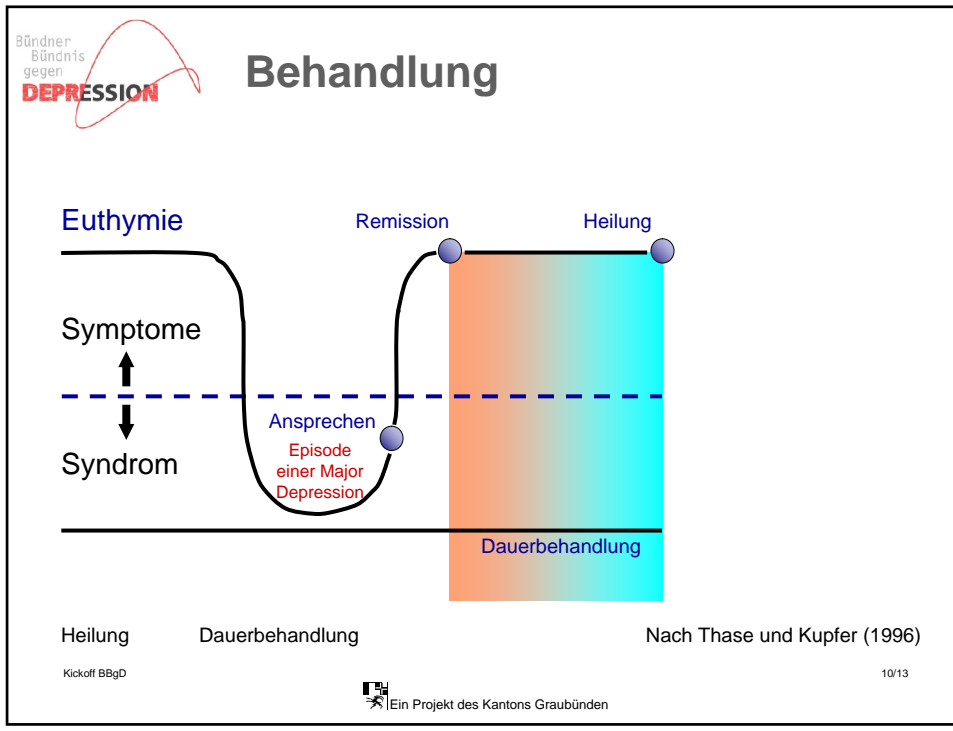 Bündner
Bündnis
gegen
DEPRESSION
Behandlung
Euthymie
Remission
Heilung
Symptome
Ansprechen
Episode
einer Major
Depression
Syndrom
Dauerbehandlung
Heilung Dauerbehandlung Nach Thase und Kupfer (1996)
Kickoff BBgD 10/13
Ein Projekt des Kantons Graubünden